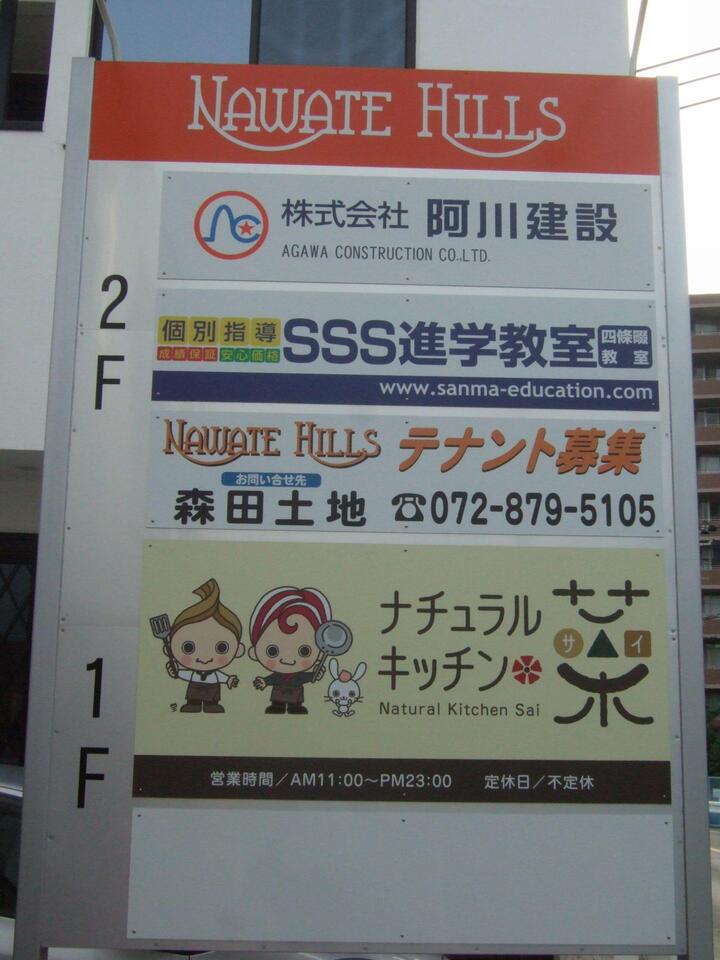 NAWATE HILLS
AC
株式会社 阿川建設
AGAWA CONSTRUCTION CO.,LTD.
2F
個別指導
成績保証 安心価格
SSS進学教室
四條畷
教室
www.sanma-education.com
NAWATE HILLS テナント募集
お問い合せ先
森田土地 ☎072-879-5105
1F
ナチュラル
キッチン
菜
サイ
Natural Kitchen Sai
営業時間/AM11:00~PM23:00 定休日/不定休